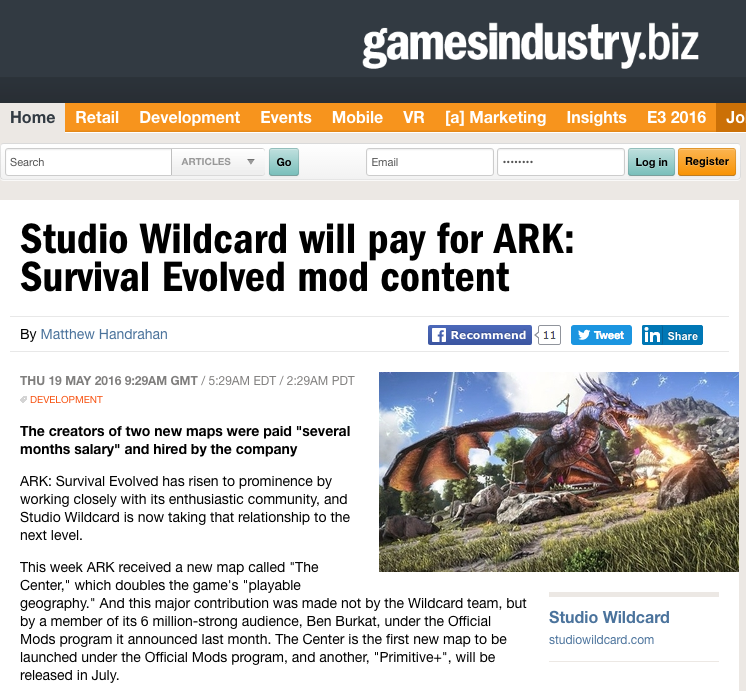 gamesindustry.biz
Home Retail Development Events Mobile VR [a] Marketing Insights E3 2016 Jo
Search ARTICLES Go Email Log in Register
Studio Wildcard will pay for ARK:
Survival Evolved mod content
By Matthew Handrahan
Recommend 11 Tweet in Share
THU 19 MAY 2016 9:29AM GMT / 5:29AM EDT / 2:29AM PDT
DEVELOPMENT
The creators of two new maps were paid "several
months salary" and hired by the company
ARK: Survival Evolved has risen to prominence by
working closely with its enthusiastic community, and
Studio Wildcard is now taking that relationship to the
next level.
This week ARK received a new map called "The
Center," which doubles the game's "playable
geography." And this major contribution was made not by the Wildcard team, but
by a member of its 6 million-strong audience, Ben Burkat, under the Official
Mods program it announced last month. The Center is the first new map to be
launched under the Official Mods program, and another, "Primitive+", will be
released in July.
Studio Wildcard
studiowildcard.com